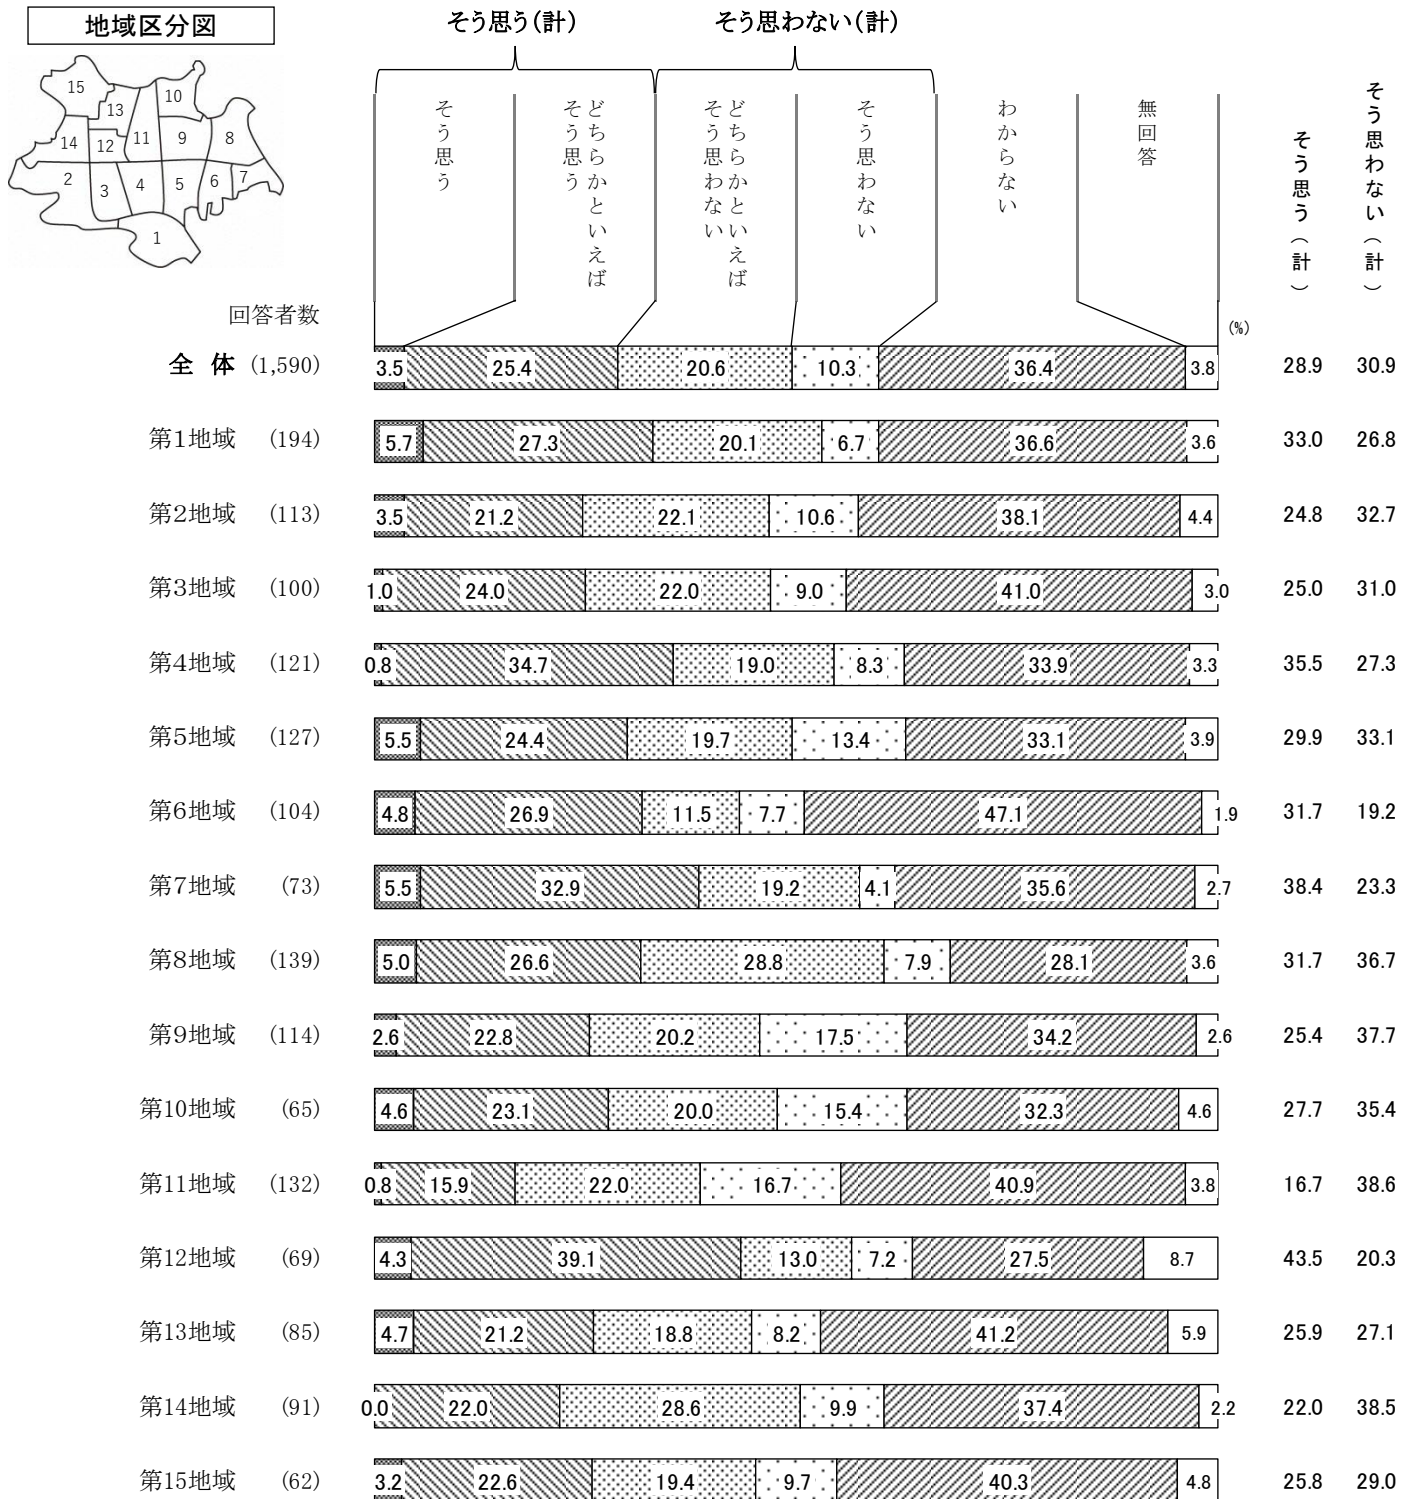 地域区分図
15
13
10
14
12
11
9
8
2
3
4
5
6
7
1
そう思う(計)
そう思わない(計)
そう思う
どちらかといえば
そう思う
どちらかといえば
そう思わない
そう思わない
わからない
無回答
そう思う(計)
そう思わない(計)
回答者数
(%)
全 体 (1,590) 3.5 25.4 20.6 10.3 36.4 3.8 28.9 30.9
第1地域 (194) 5.7 27.3 20.1 6.7 36.6 3.6 33.0 26.8
第2地域 (113) 3.5 21.2 22.1 10.6 38.1 4.4 24.8 32.7
第3地域 (100) 1.0 24.0 22.0 9.0 41.0 3.0 25.0 31.0
第4地域 (121) 0.8 34.7 19.0 8.3 33.9 3.3 35.5 27.3
第5地域 (127) 5.5 24.4 19.7 13.4 33.1 3.9 29.9 33.1
第6地域 (104) 4.8 26.9 11.5 7.7 47.1 1.9 31.7 19.2
第7地域 (73) 5.5 32.9 19.2 4.1 35.6 2.7 38.4 23.3
第8地域 (139) 5.0 26.6 28.8 7.9 28.1 3.6 31.7 36.7
第9地域 (114) 2.6 22.8 20.2 17.5 34.2 2.6 25.4 37.7
第10地域 (65) 4.6 23.1 20.0 15.4 32.3 4.6 27.7 35.4
第11地域 (132) 0.8 15.9 22.0 16.7 40.9 3.8 16.7 38.6
第12地域 (69) 4.3 39.1 13.0 7.2 27.5 8.7 43.5 20.3
第13地域 (85) 4.7 21.2 18.8 8.2 41.2 5.9 25.9 27.1
第14地域 (91) 0.0 22.0 28.6 9.9 37.4 2.2 22.0 38.5
第15地域 (62) 3.2 22.6 19.4 9.7 40.3 4.8 25.8 29.0